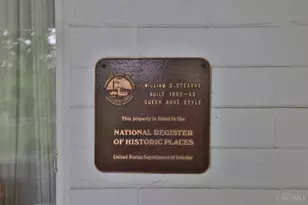 WILLIAM S. STEARNS
BUILT 1892-93
QUEEN ANNE STYLE
This property is listed in the
NATIONAL REGISTER
OF HISTORIC PLACES
United States Department of Interior